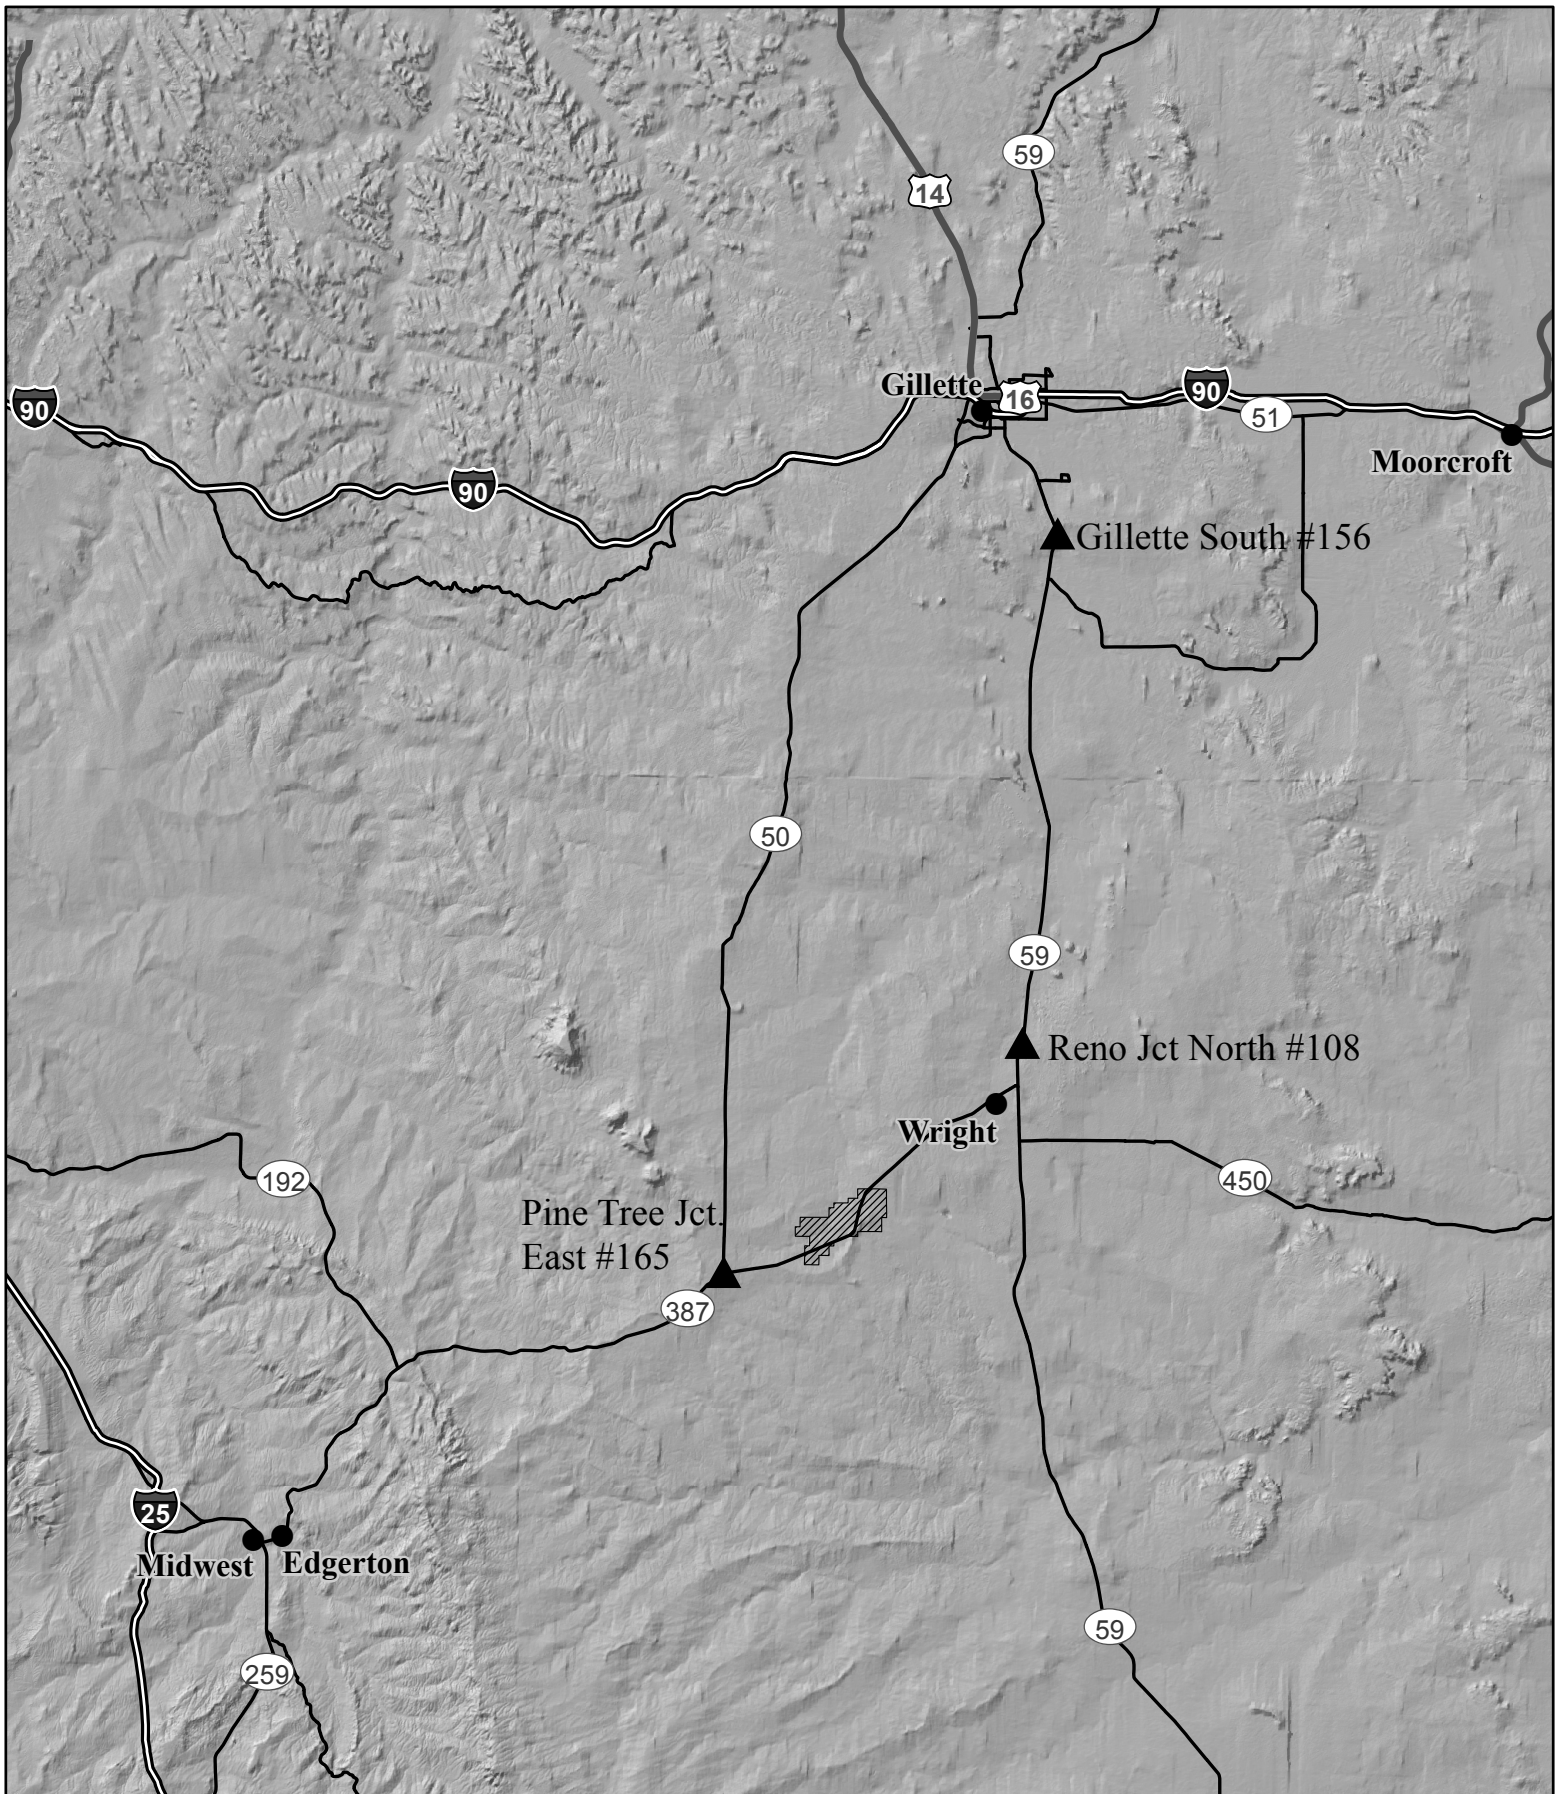 59
14
Gillette
16
90
90
51
Moorcroft
90
Gillette South #156
50
59
Reno Jct North #108
Wright
192
450
Pine Tree Jct.
East #165
387
25
Midwest
Edgerton
59
259